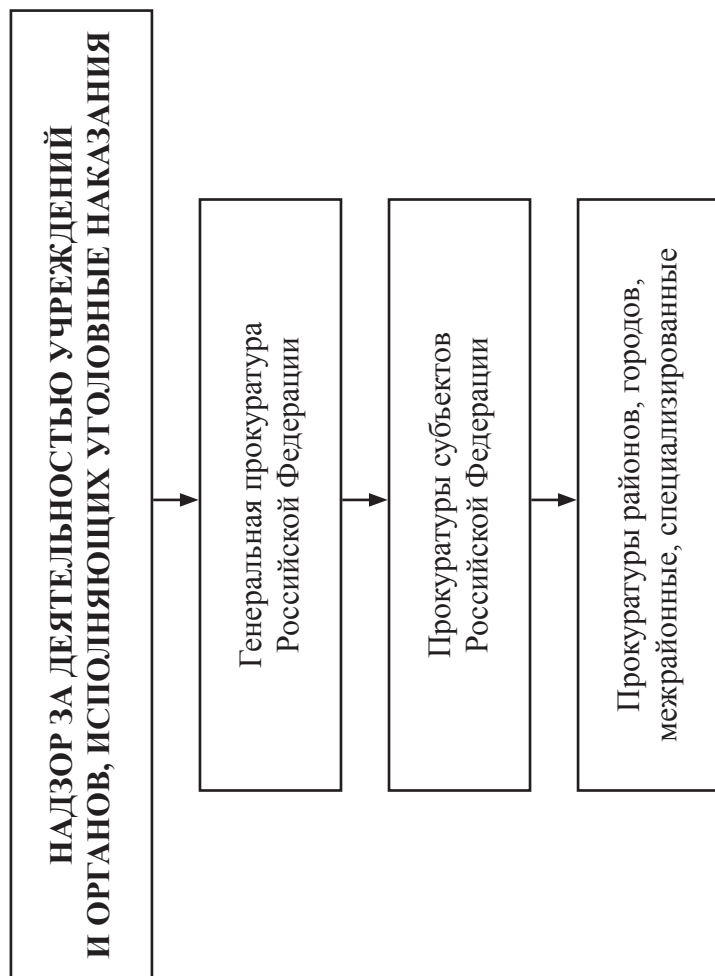 НАДЗОР ЗА ДЕЯТЕЛЬНОСТЬЮ УЧРЕЖДЕНИЙ
И ОРГАНОВ, ИСПОЛНЯЮЩИХ УГОЛОВНЫЕ НАКАЗАНИЯ
Генеральная прокуратура
Российской Федерации
Прокуратуры субъектов
Российской Федерации
Прокуратуры районов, городов,
межрайонные, специализированные